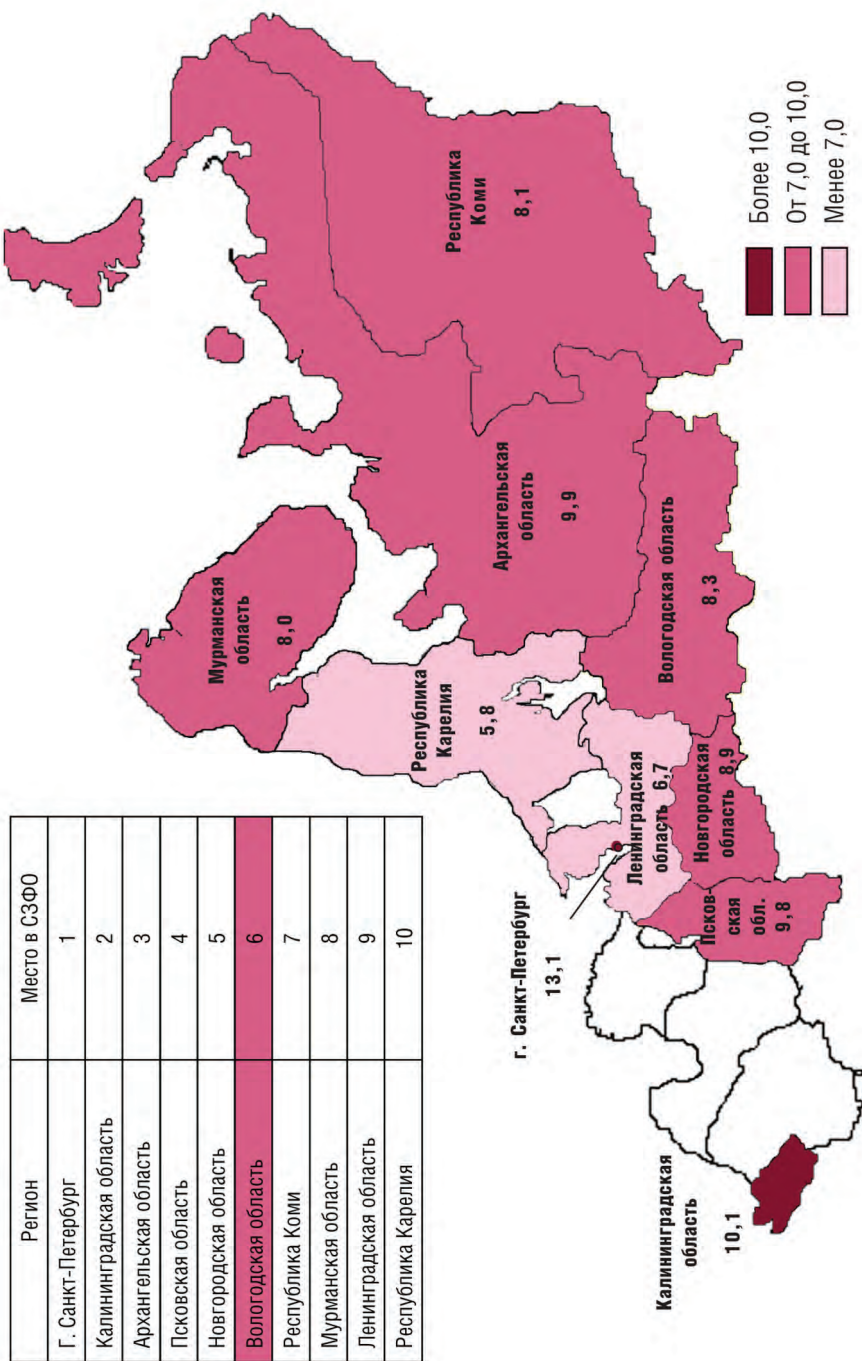 Регион Место в СЗФО
Г. Санкт-Петербург 1
Калининградская область 2
Архангельская область 3
Псковская область 4
Новгородская область 5
Вологодская область 6
Республика Коми 7
Мурманская область 8
Ленинградская область 9
Республика Карелия 10
Мурманская
область
8,0
Республика
Карелия
5,8
Архангельская
область
9,9
Республика
Коми
8,1
Вологодская область
8,3
г. Санкт-Петербург
13,1
Ленинградская
область 6,7
Новгородская
область 8,9
Псков-
ская
обл.
9,8
Калининградская
область
10,1
Более 10,0
От 7,0 до 10,0
Менее 7,0